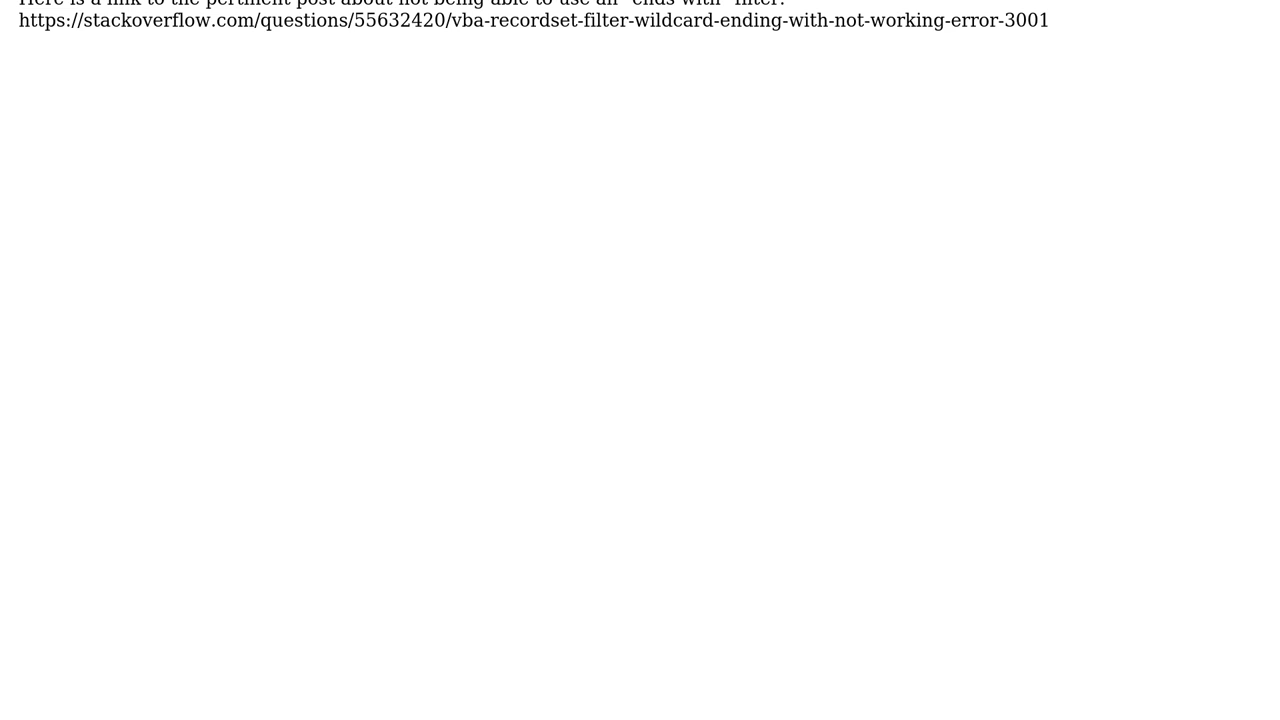 Here is a link to the pertinent post about not being able to use an "ends with" filter:
https://stackoverflow.com/questions/55632420/vba-recordset-filter-wildcard-ending-with-not-working-error-3001